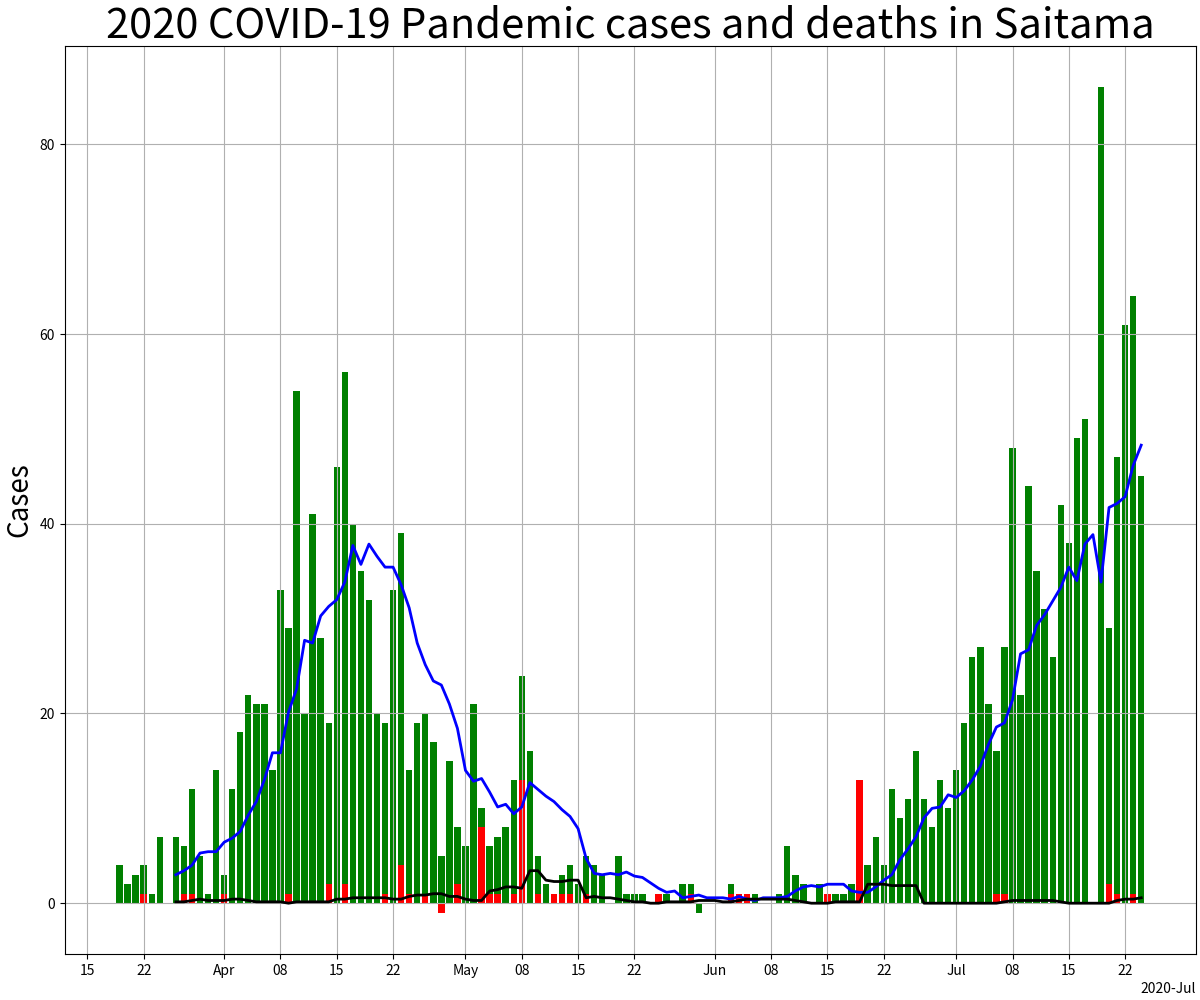 2020 COVID-19 Pandemic cases and deaths in Saitama
Cases
80
60
40
20
0
15 22 Apr 08 15 22 May 08 15 22 Jun 08 15 22 Jul 08 15 22
2020-Jul